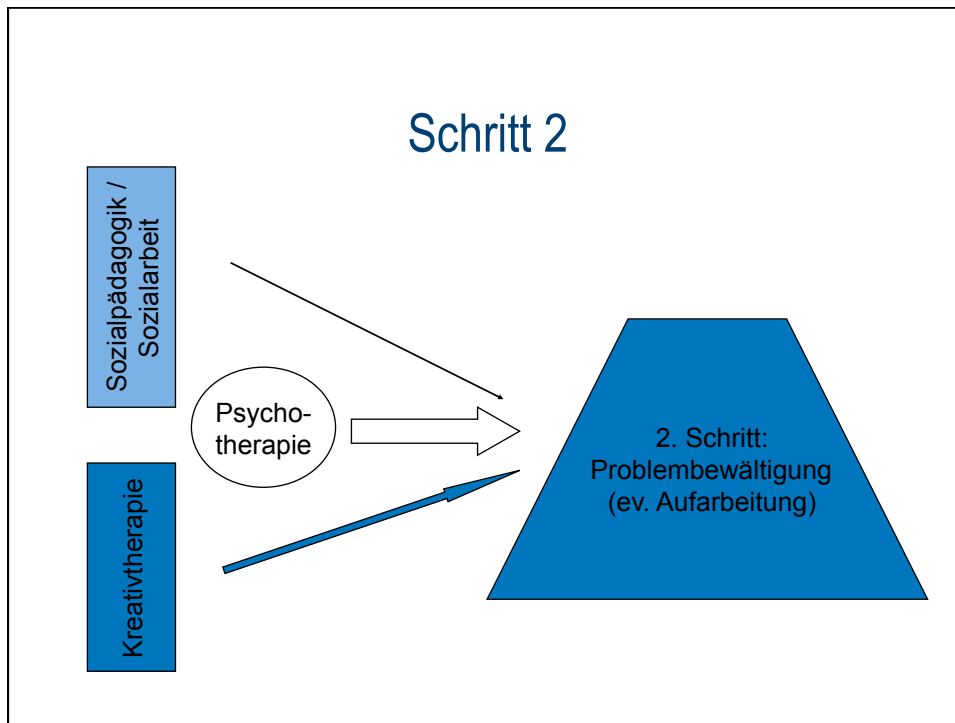 Schritt 2
Sozialpädagogik /
Sozialarbeit
Psycho-
therapie
Kreativtherapie
2. Schritt:
Problembewältigung
(ev. Aufarbeitung)